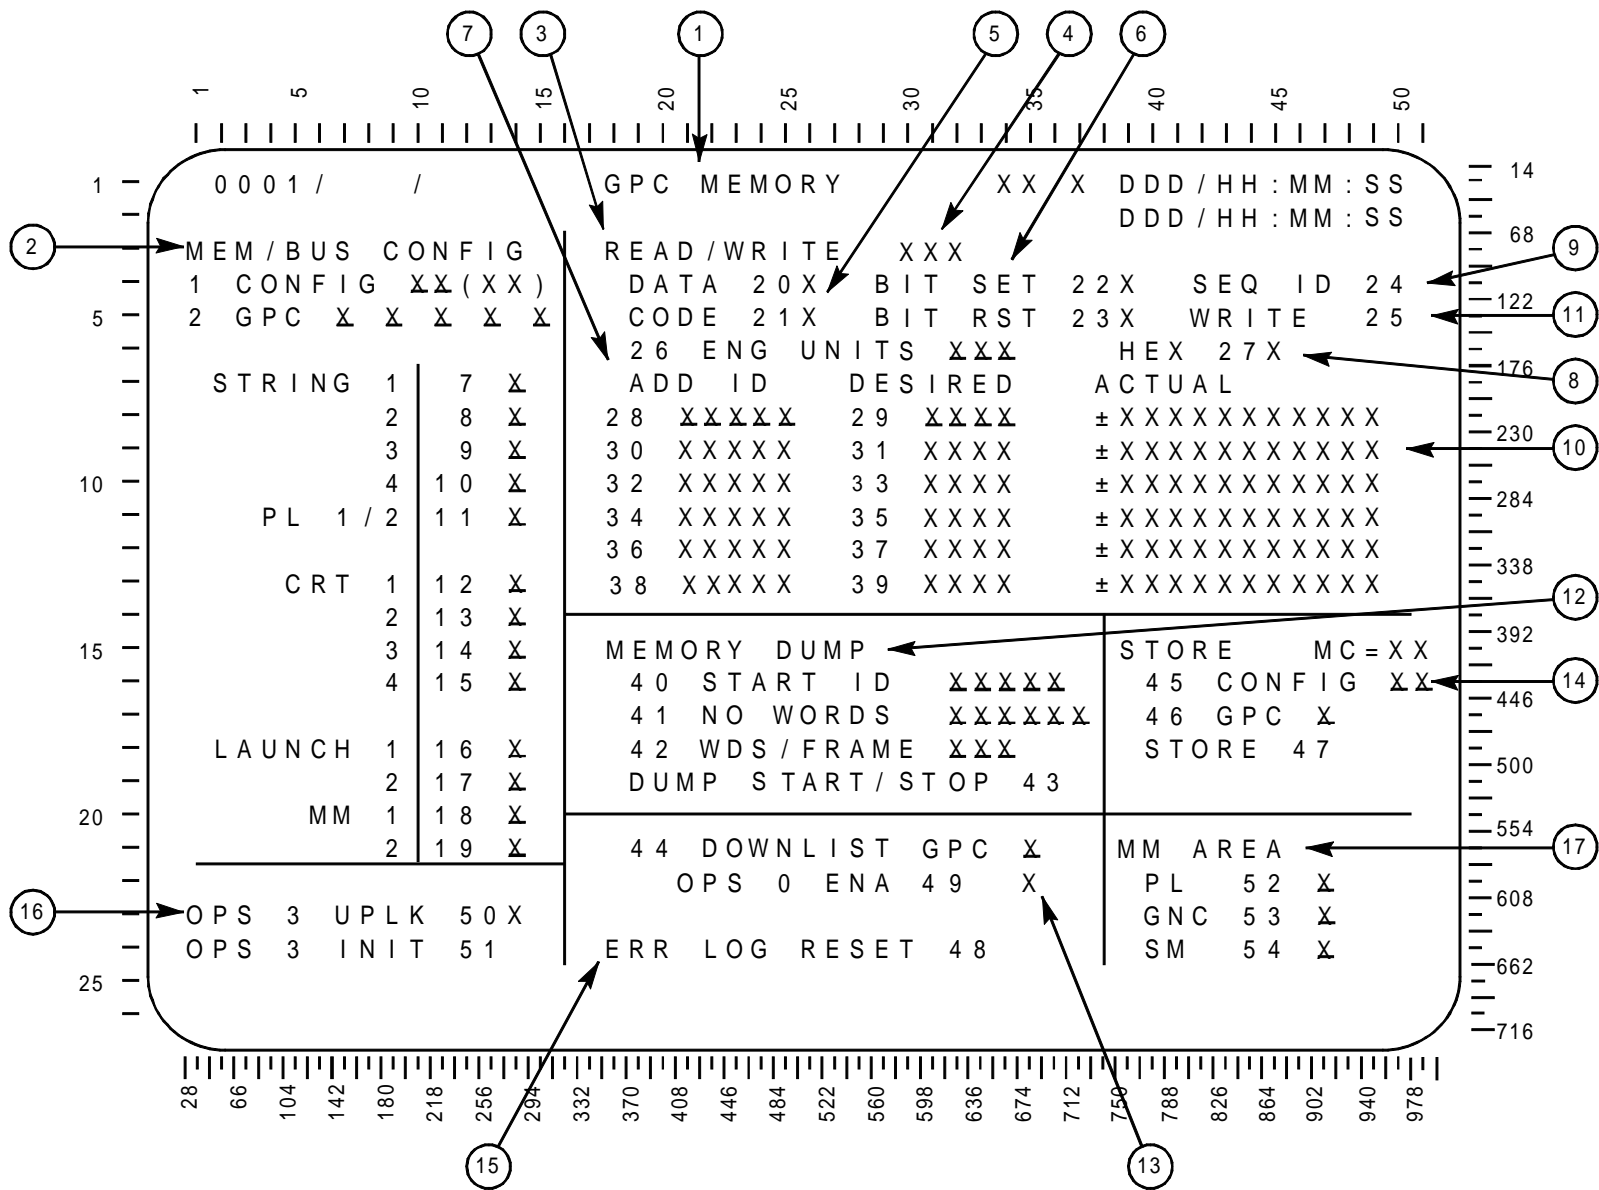 7 3 1 5 4 6
1 5 10 15 20 25 30 35 40 45 50
1 0001/ / GPC MEMORY XX X DDD/HH:MM:SS 14
DDD/HH:MM:SS
2 MEM/BUS CONFIG READ/WRITE XXX 68 9
1 CONFIG XX(XX) DATA 20X BIT SET 22X SEQ ID 24
5 2 GPC X X X X X CODE 21X BIT RST 23X WRITE 25 122 11
26 ENG UNITS XXX HEX 27X
STRING 1 7 X ADD ID DESIRED ACTUAL 176 8
2 8 X 28 XXXXX 29 XXXX ±XXXXXXXXXXX 230
3 9 X 30 XXXXX 31 XXXX ±XXXXXXXXXXX 10
10 4 10 X 32 XXXXX 33 XXXX ±XXXXXXXXXXX 284
PL 1/2 11 X 34 XXXXX 35 XXXX ±XXXXXXXXXXX
36 XXXXX 37 XXXX ±XXXXXXXXXXX 338
CRT 1 12 X 38 XXXXX 39 XXXX ±XXXXXXXXXXX 12
2 13 X 392
15 3 14 X MEMORY DUMP STORE MC=XX
4 15 X 40 START ID XXXXX 45 CONFIG XX 14
41 NO WORDS XXXXXX 46 GPC X 446
LAUNCH 1 16 X 42 WDS/FRAME XXX STORE 47
2 17 X DUMP START/STOP 43 500
20 MM 1 18 X 554
2 19 X 44 DOWNLIST GPC X MM AREA 17
OPS 0 ENA 49 X PL 52 X 608
16 OPS 3 UPLK 50X GNC 53 X
OPS 3 INIT 51 ERR LOG RESET 48 SM 54 X 662
25
716
28 66 104 142 180 218 256 294 332 370 408 446 484 522 560 598 636 674 712 750 788 826 864 902 940 978
15 13